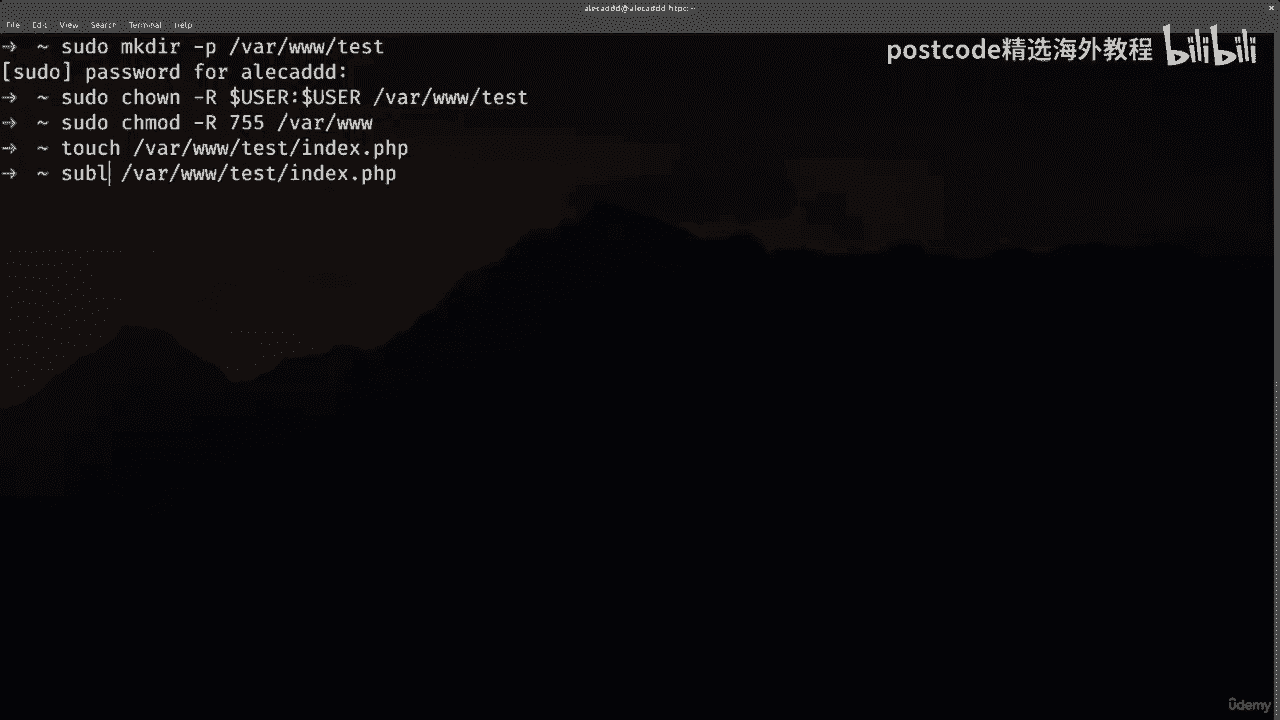 alecaddd@alecaddd-htpc:~
File Edit View Search Terminal Help
→ ~ sudo mkdir -p /var/www/test
[sudo] password for alecaddd:
→ ~ sudo chown -R $USER:$USER /var/www/test
→ ~ sudo chmod -R 755 /var/www
→ ~ touch /var/www/test/index.php
→ ~ subl /var/www/test/index.php
postcode精选海外教程 bilibili
ûdemy